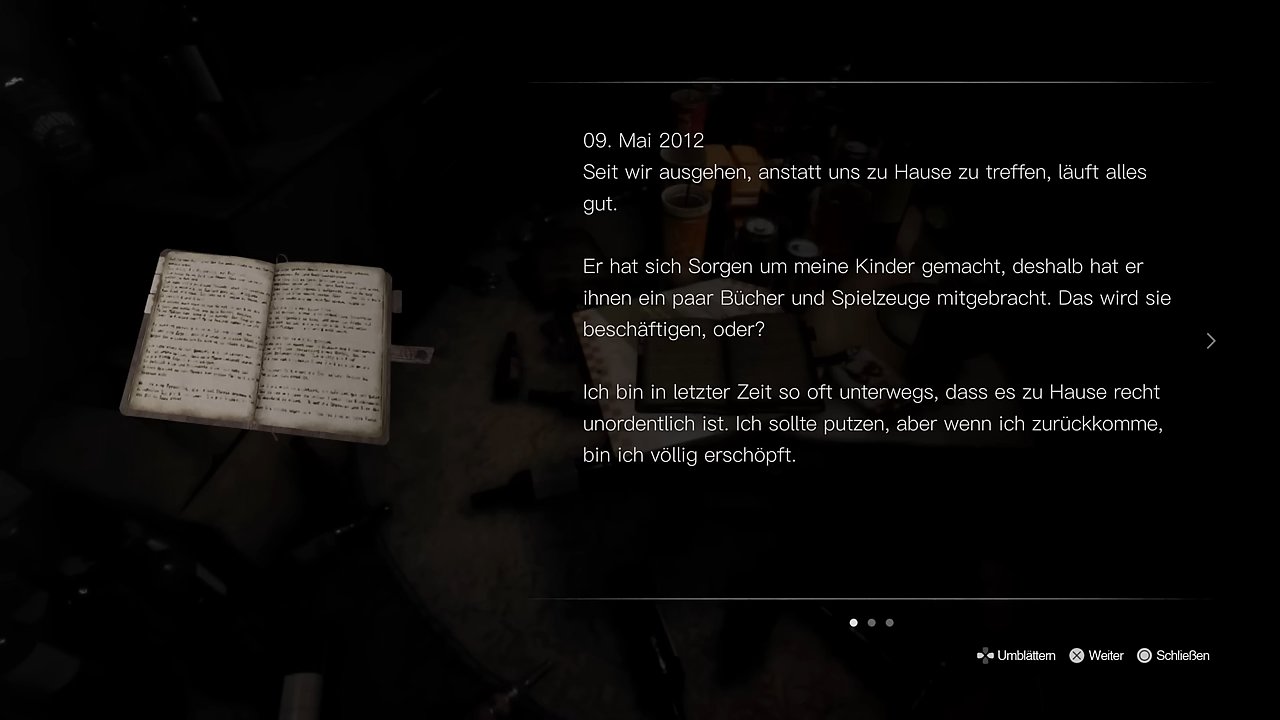 09. Mai 2012
Seit wir ausgehen, anstatt uns zu Hause zu treffen, läuft alles
gut.
Er hat sich Sorgen um meine Kinder gemacht, deshalb hat er
ihnen ein paar Bücher und Spielzeuge mitgebracht. Das wird sie
beschäftigen, oder?
Ich bin in letzter Zeit so oft unterwegs, dass es zu Hause recht
unordentlich ist. Ich sollte putzen, aber wenn ich zurückkomme,
bin ich völlig erschöpft.
Umblättern Weiter Schließen